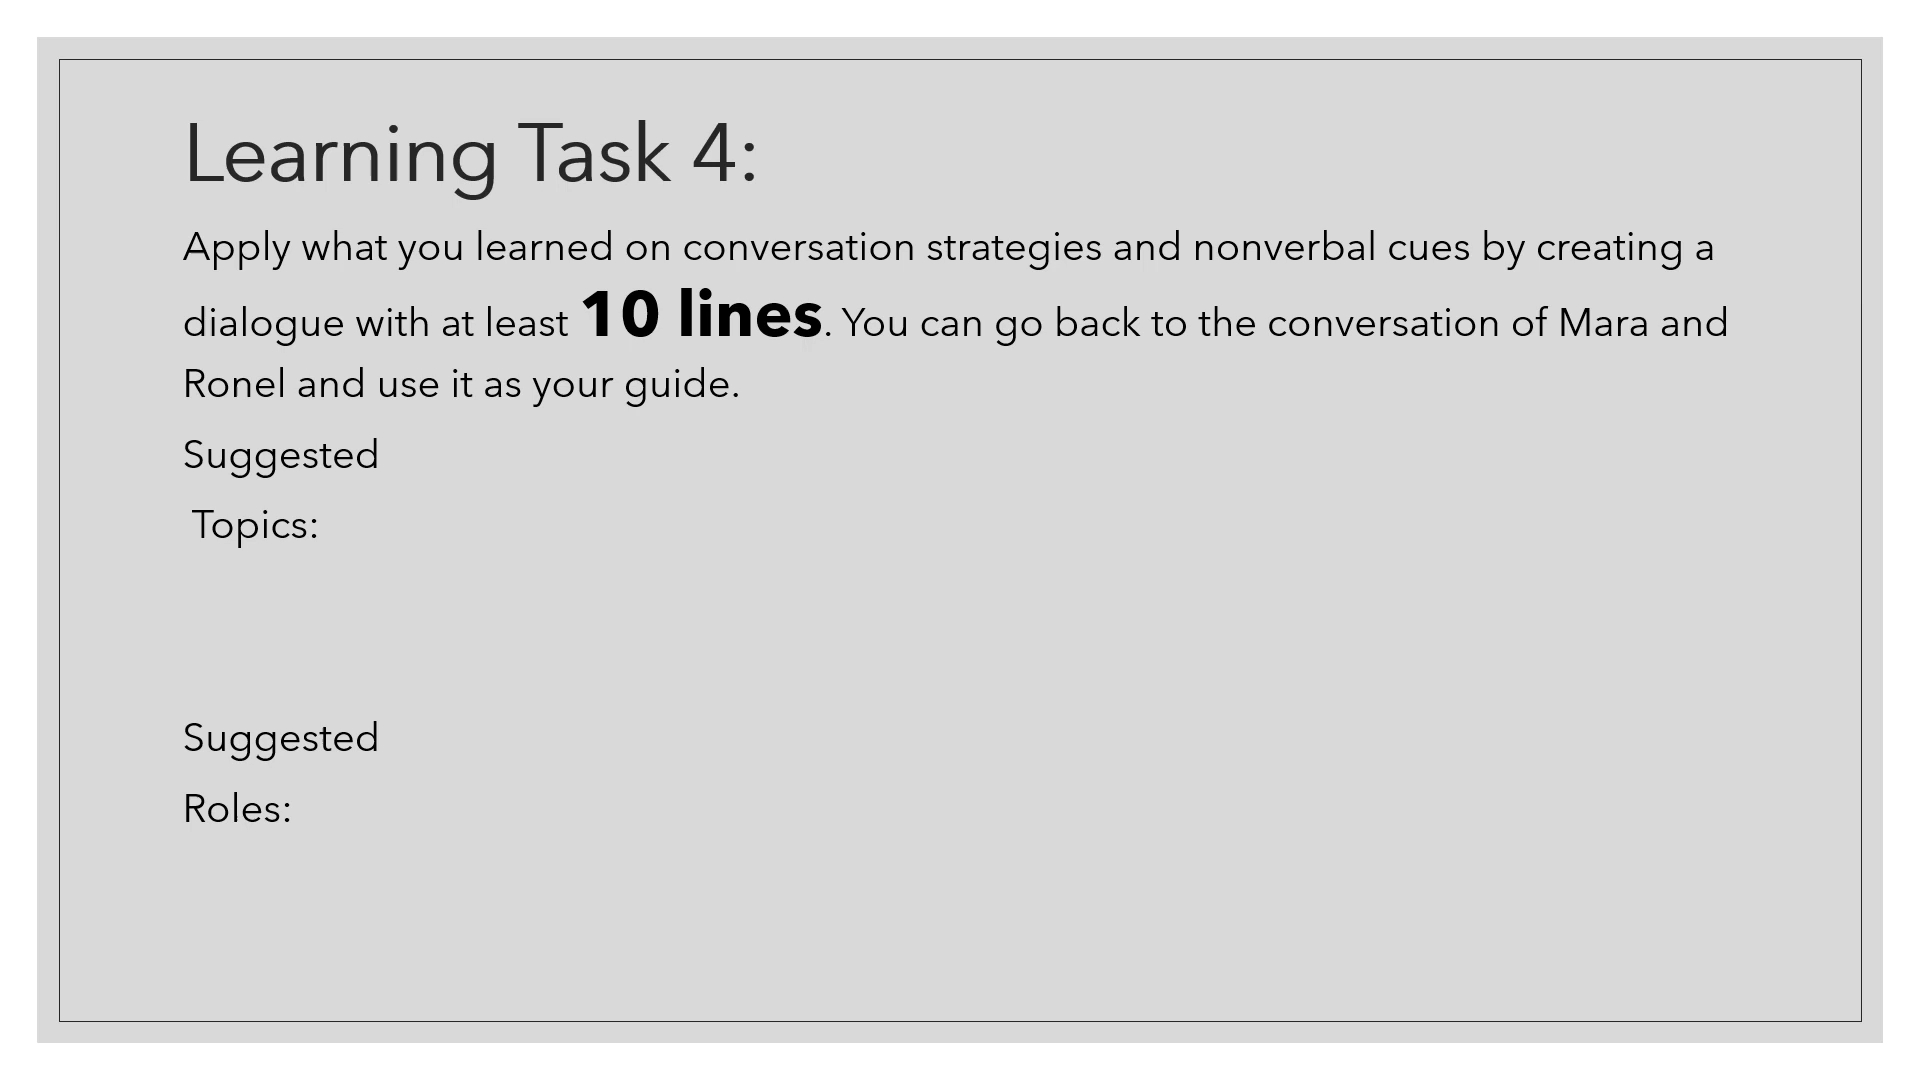 Learning Task 4:
Apply what you learned on conversation strategies and nonverbal cues by creating a
dialogue with at least 10 lines. You can go back to the conversation of Mara and
Ronel and use it as your guide.
Suggested
Topics:
Suggested
Roles: